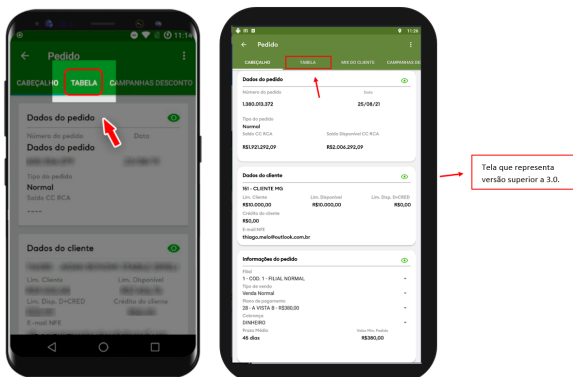 11:14
Pedido
CABEÇALHO TABELA CAMPANHAS DESCONTO
Dados do pedido
Número do pedido Data
Dados do pedido
Tipo do pedido
Normal
Saldo CC RCA
----
Dados do cliente
Lim. Cliente Lim. Disponível
Lim. Disp. D+CRED Crédito do cliente
E-mail NFE
11:26
Pedido
CABEÇALHO TABELA MIX DO CLIENTE CAMPANHAS DE
Dados do pedido
Número do pedido Data
1.380.013.372 25/08/21
Tipo do pedido
Normal
Saldo CC RCA Saldo Disponível CC RCA
R$1.921.292,09 R$2.006.292,09
Dados do cliente
161 - CLIENTE MG
Lim. Cliente Lim. Disponível Lim. Disp. D+CRED
R$10.000,00 R$10.000,00 R$0,00
Crédito do cliente
R$0,00
E-mail NFE
thiago.melo@outlook.com.br
Informações do pedido
Filial
1 - COD. 1 - FILIAL NORMAL
Tipo de venda
Venda Normal
Plano de pagamento
28 - A VISTA B - R$380,00
Cobrança
DINHEIRO
Prazo Médio Valor Min. Pedido
45 dias R$380,00
Tela que representa
versão superior a 3.0.